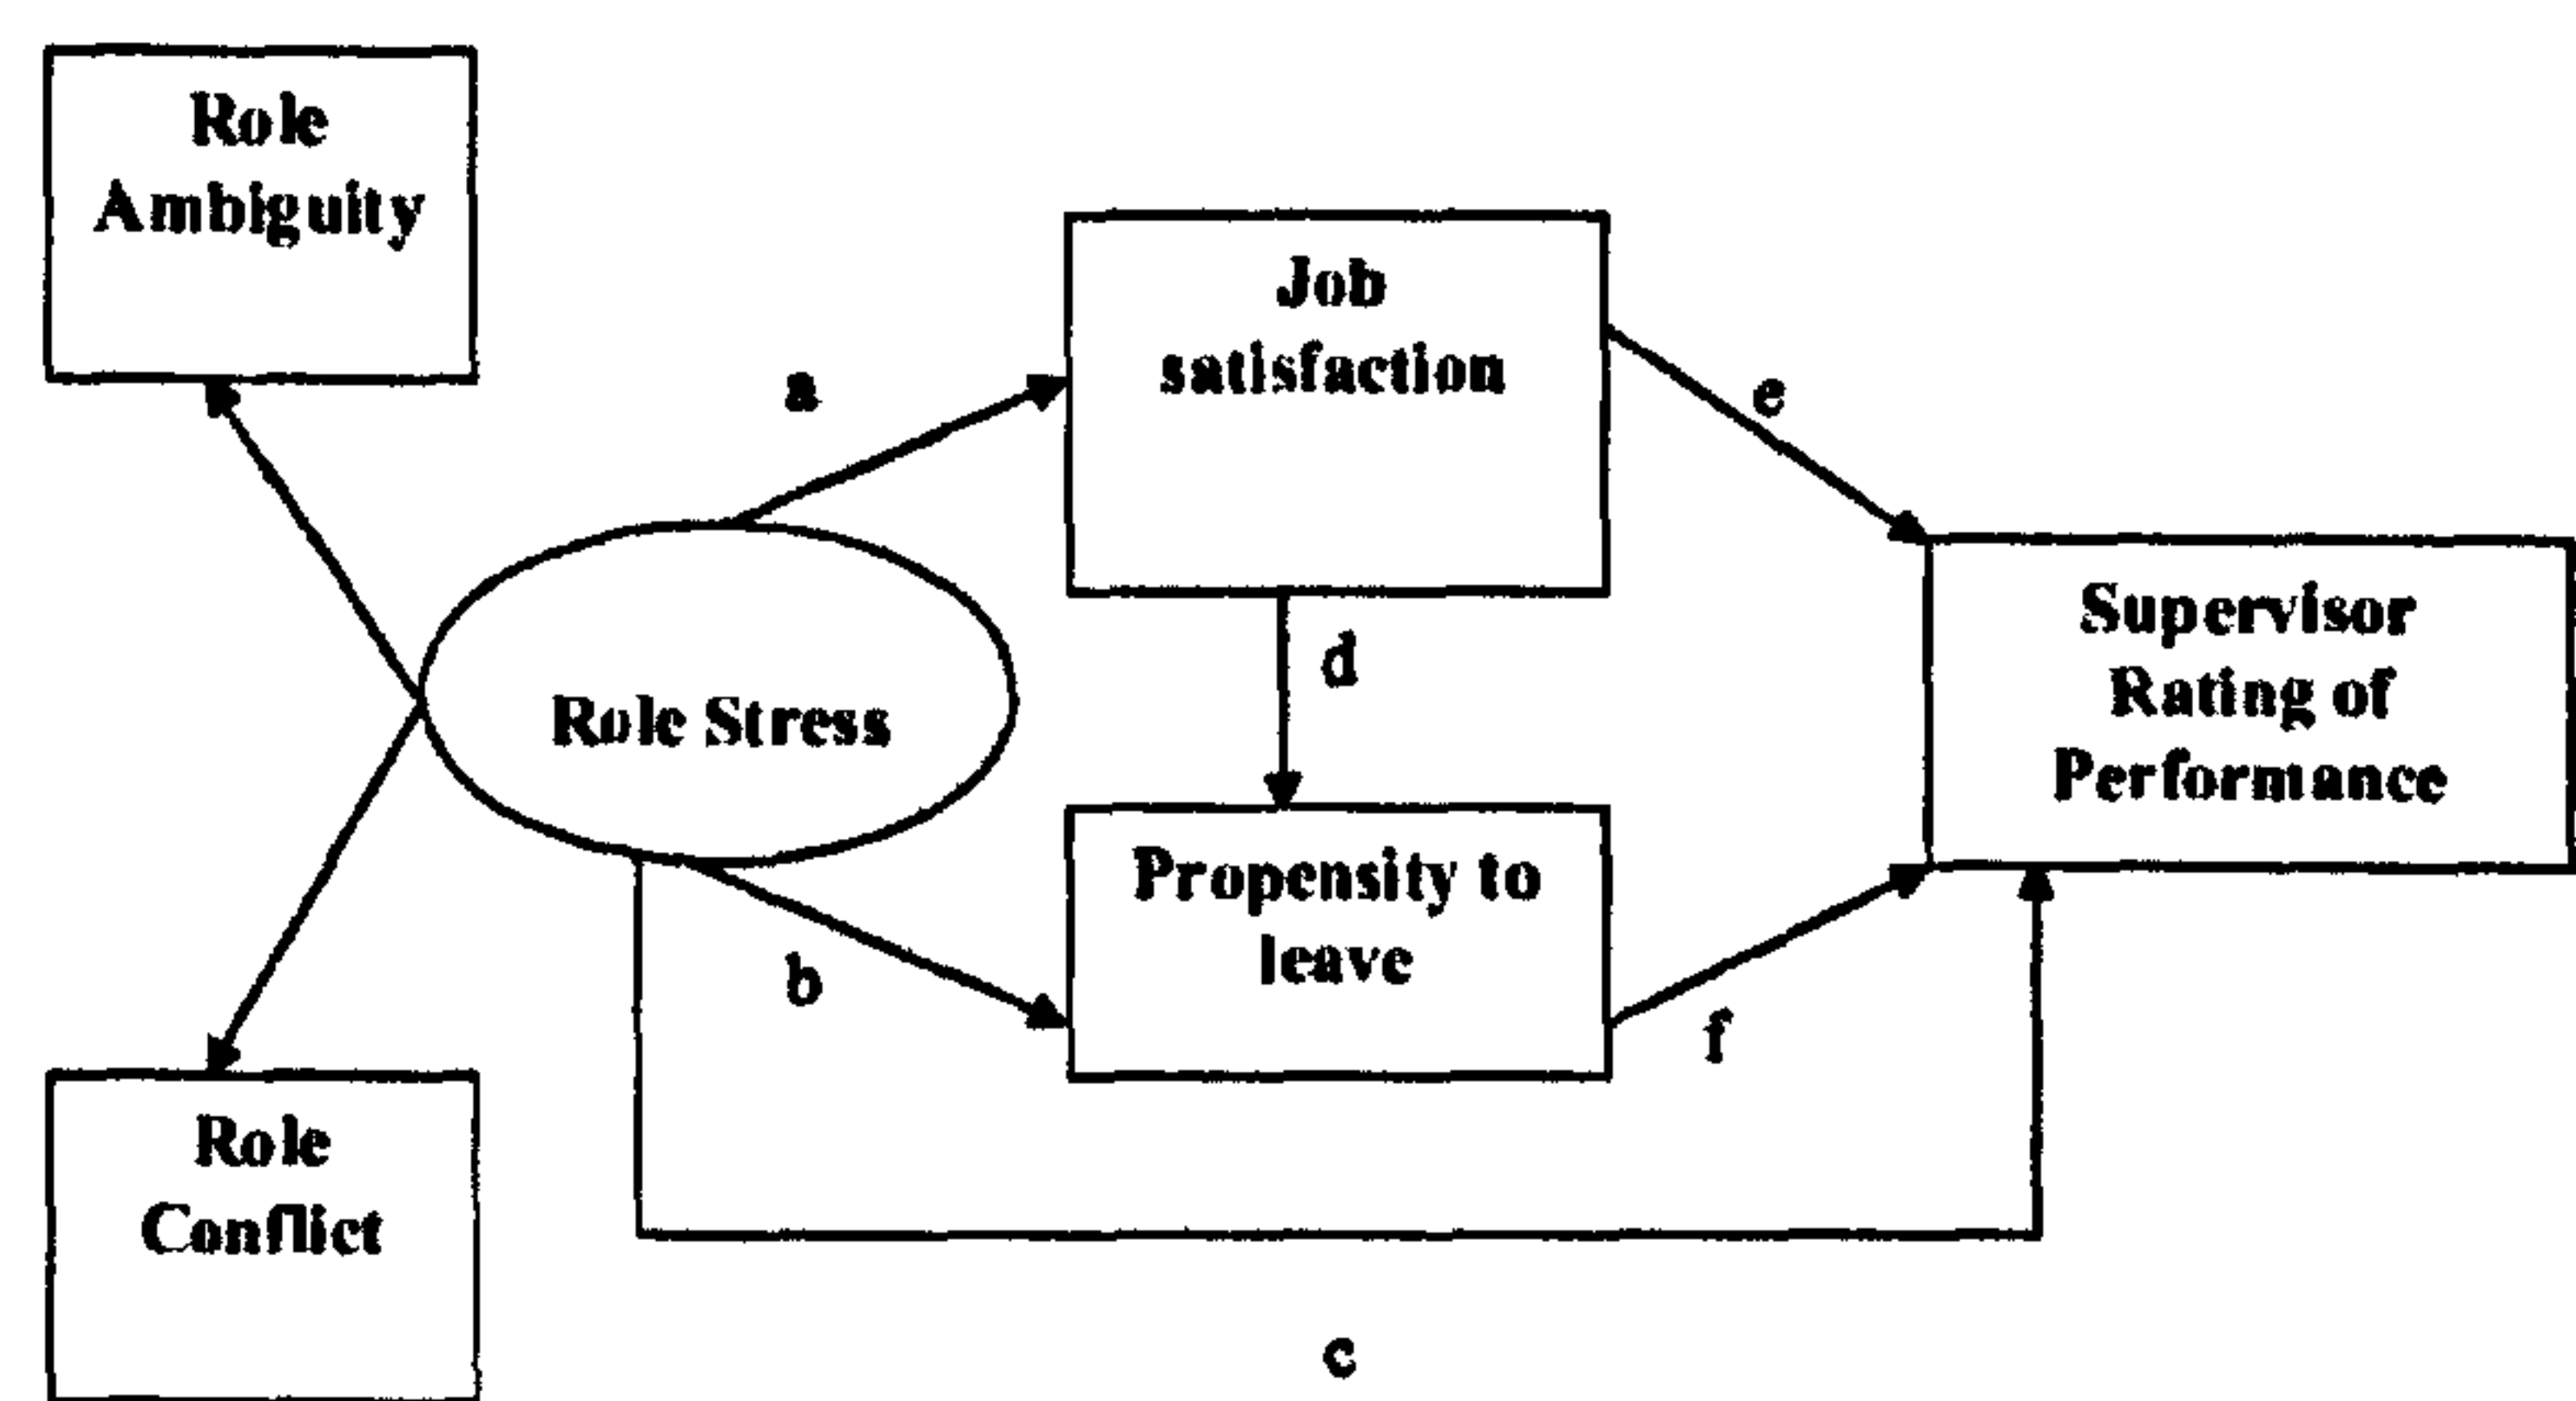 Role
Ambiguity
Job
satisfaction
a
e
Role Stress
d
Supervisor
Rating of
Performance
Propensity to
leave
b
f
Role
Conflict
c